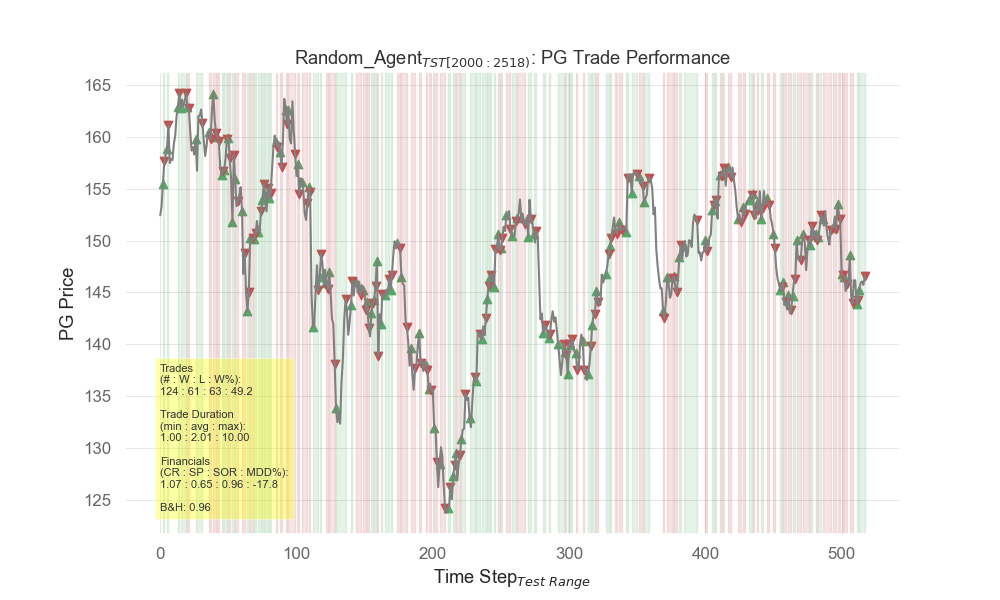 Random_Agent_TST[2000:2518): PG Trade Performance
165
160
155
150
145
140
135
130
125
PG Price
Trades
(# : W : L : W%):
124 : 61 : 63 : 49.2
Trade Duration
(min : avg : max):
1.00 : 2.01 : 10.00
Financials
(CR : SP : SOR : MDD%):
1.07 : 0.65 : 0.96 : -17.8
B&H: 0.96
0 100 200 300 400 500
Time Step_Test Range